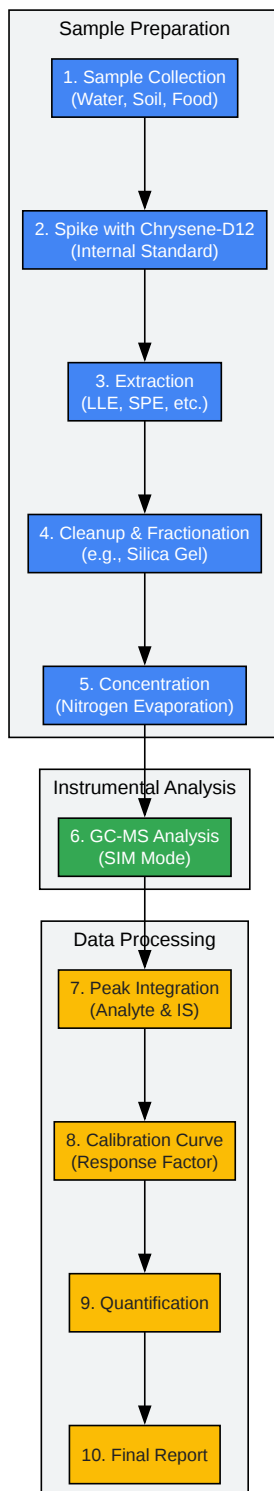 Sample Preparation
1. Sample Collection
(Water, Soil, Food)
2. Spike with Chrysene-D12
(Internal Standard)
3. Extraction
(LLE, SPE, etc.)
4. Cleanup & Fractionation
(e.g., Silica Gel)
5. Concentration
(Nitrogen Evaporation)
Instrumental Analysis
6. GC-MS Analysis
(SIM Mode)
Data Processing
7. Peak Integration
(Analyte & IS)
8. Calibration Curve
(Response Factor)
9. Quantification
10. Final Report